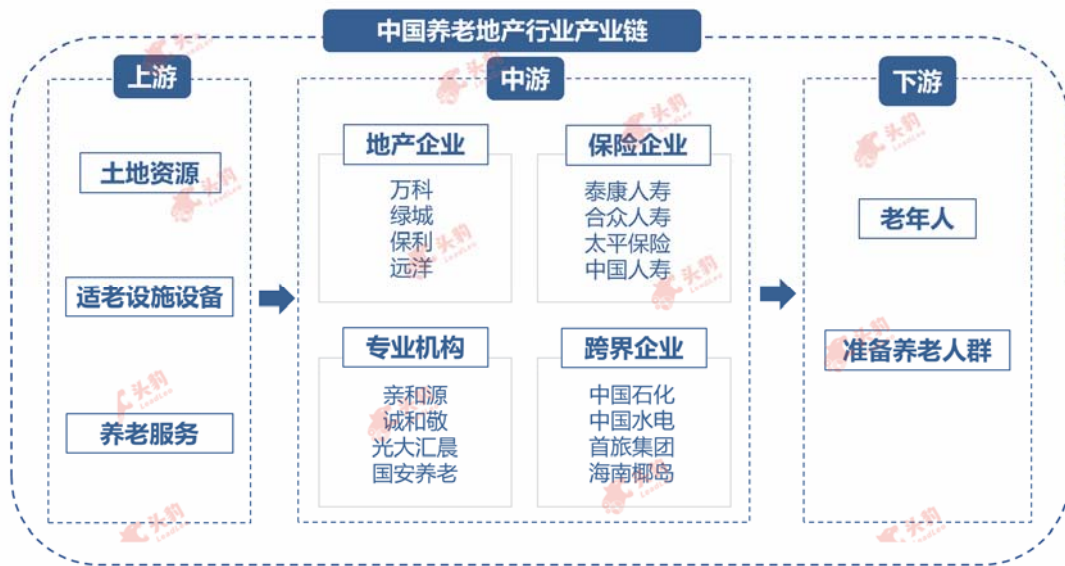 中国养老地产行业产业链
上游
土地资源
适老设施设备
养老服务
中游
地产企业
万科
绿城
保利
远洋
保险企业
泰康人寿
合众人寿
太平保险
中国人寿
专业机构
亲和源
诚和敬
光大汇晨
国安养老
跨界企业
中国石化
中国水电
首旅集团
海南椰岛
下游
老年人
准备养老人群
头豹
LeadLeo